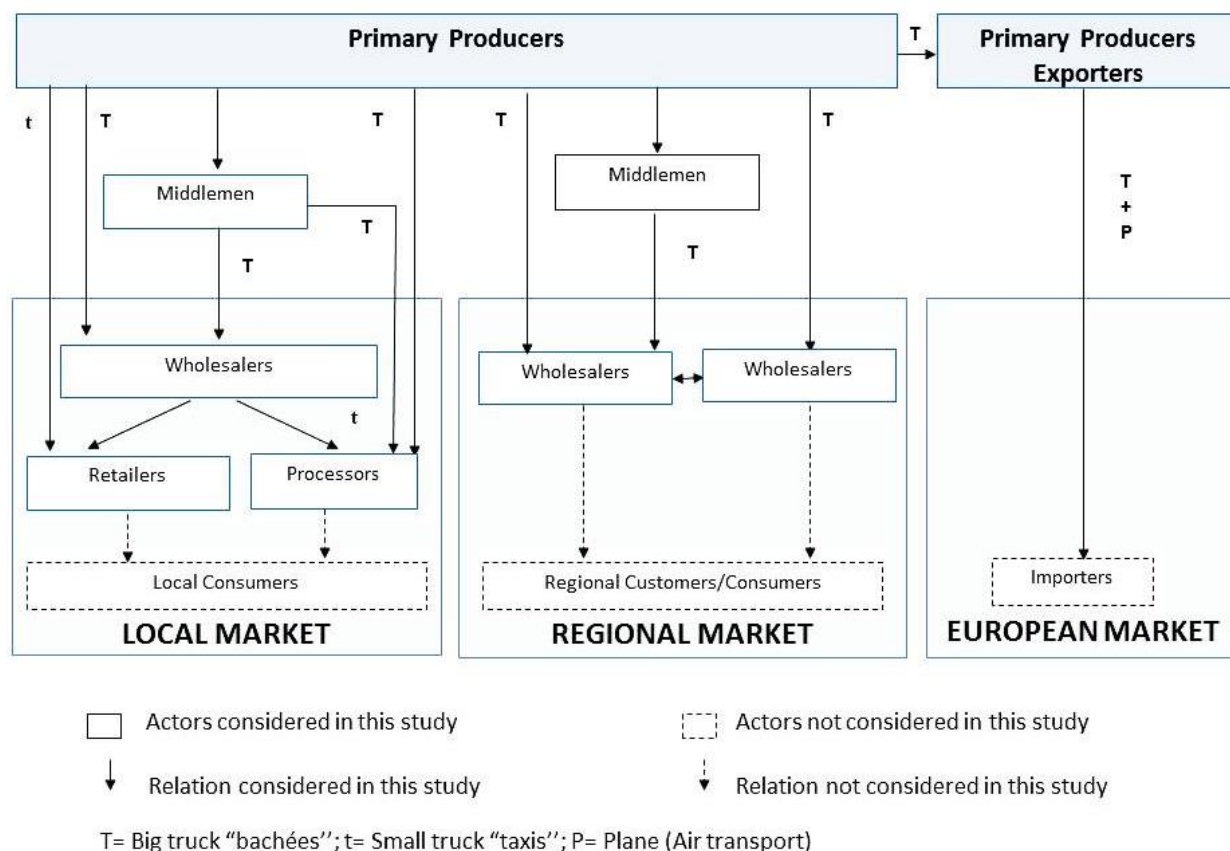 Primary Producers
T
Primary Producers
Exporters
t
T
T
T
T
Middlemen
Middlemen
T
T
T
T
+
P
Wholesalers
Wholesalers
Wholesalers
t
Retailers
Processors
Local Consumers
Regional Customers/Consumers
Importers
LOCAL MARKET
REGIONAL MARKET
EUROPEAN MARKET
Actors considered in this study
Actors not considered in this study
Relation considered in this study
Relation not considered in this study
T= Big truck “bachées’’; t= Small truck “taxis’’; P= Plane (Air transport)